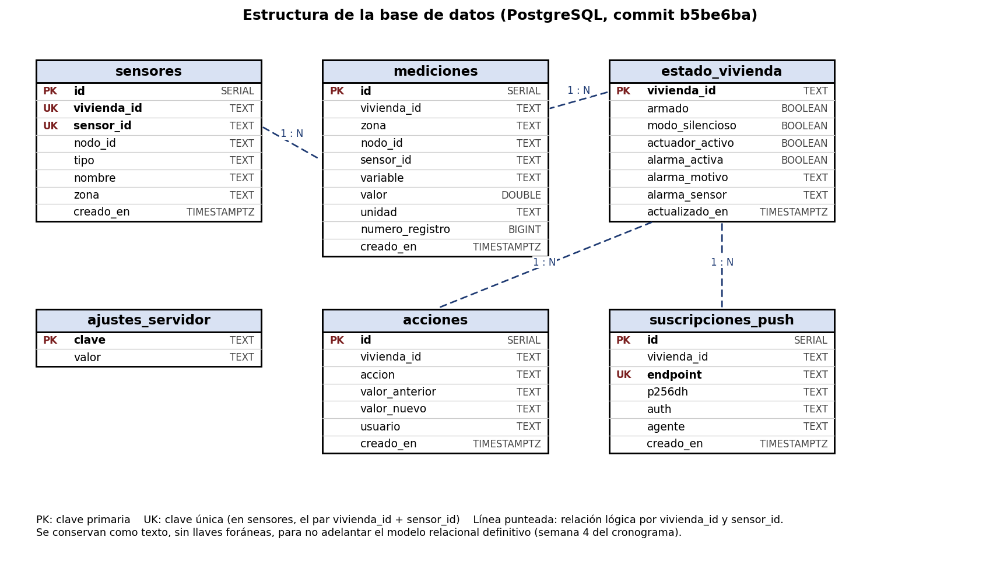 Estructura de la base de datos (PostgreSQL, commit b5be6ba)
sensores
PK id SERIAL
UK vivienda_id TEXT
UK sensor_id TEXT
nodo_id TEXT
tipo TEXT
nombre TEXT
zona TEXT
creado_en TIMESTAMPTZ
1 : N
mediciones
PK id SERIAL
vivienda_id TEXT
zona TEXT
nodo_id TEXT
sensor_id TEXT
variable TEXT
valor DOUBLE
unidad TEXT
numero_registro BIGINT
creado_en TIMESTAMPTZ
1 : N
estado_vivienda
PK vivienda_id TEXT
armado BOOLEAN
modo_silencioso BOOLEAN
actuador_activo BOOLEAN
alarma_activa BOOLEAN
alarma_motivo TEXT
alarma_sensor TEXT
actualizado_en TIMESTAMPTZ
1 : N
1 : N
ajustes_servidor
PK clave TEXT
valor TEXT
acciones
PK id SERIAL
vivienda_id TEXT
accion TEXT
valor_anterior TEXT
valor_nuevo TEXT
usuario TEXT
creado_en TIMESTAMPTZ
suscripciones_push
PK id SERIAL
vivienda_id TEXT
UK endpoint TEXT
p256dh TEXT
auth TEXT
agente TEXT
creado_en TIMESTAMPTZ
PK: clave primaria UK: clave única (en sensores, el par vivienda_id + sensor_id) Línea punteada: relación lógica por vivienda_id y sensor_id.
Se conservan como texto, sin llaves foráneas, para no adelantar el modelo relacional definitivo (semana 4 del cronograma).